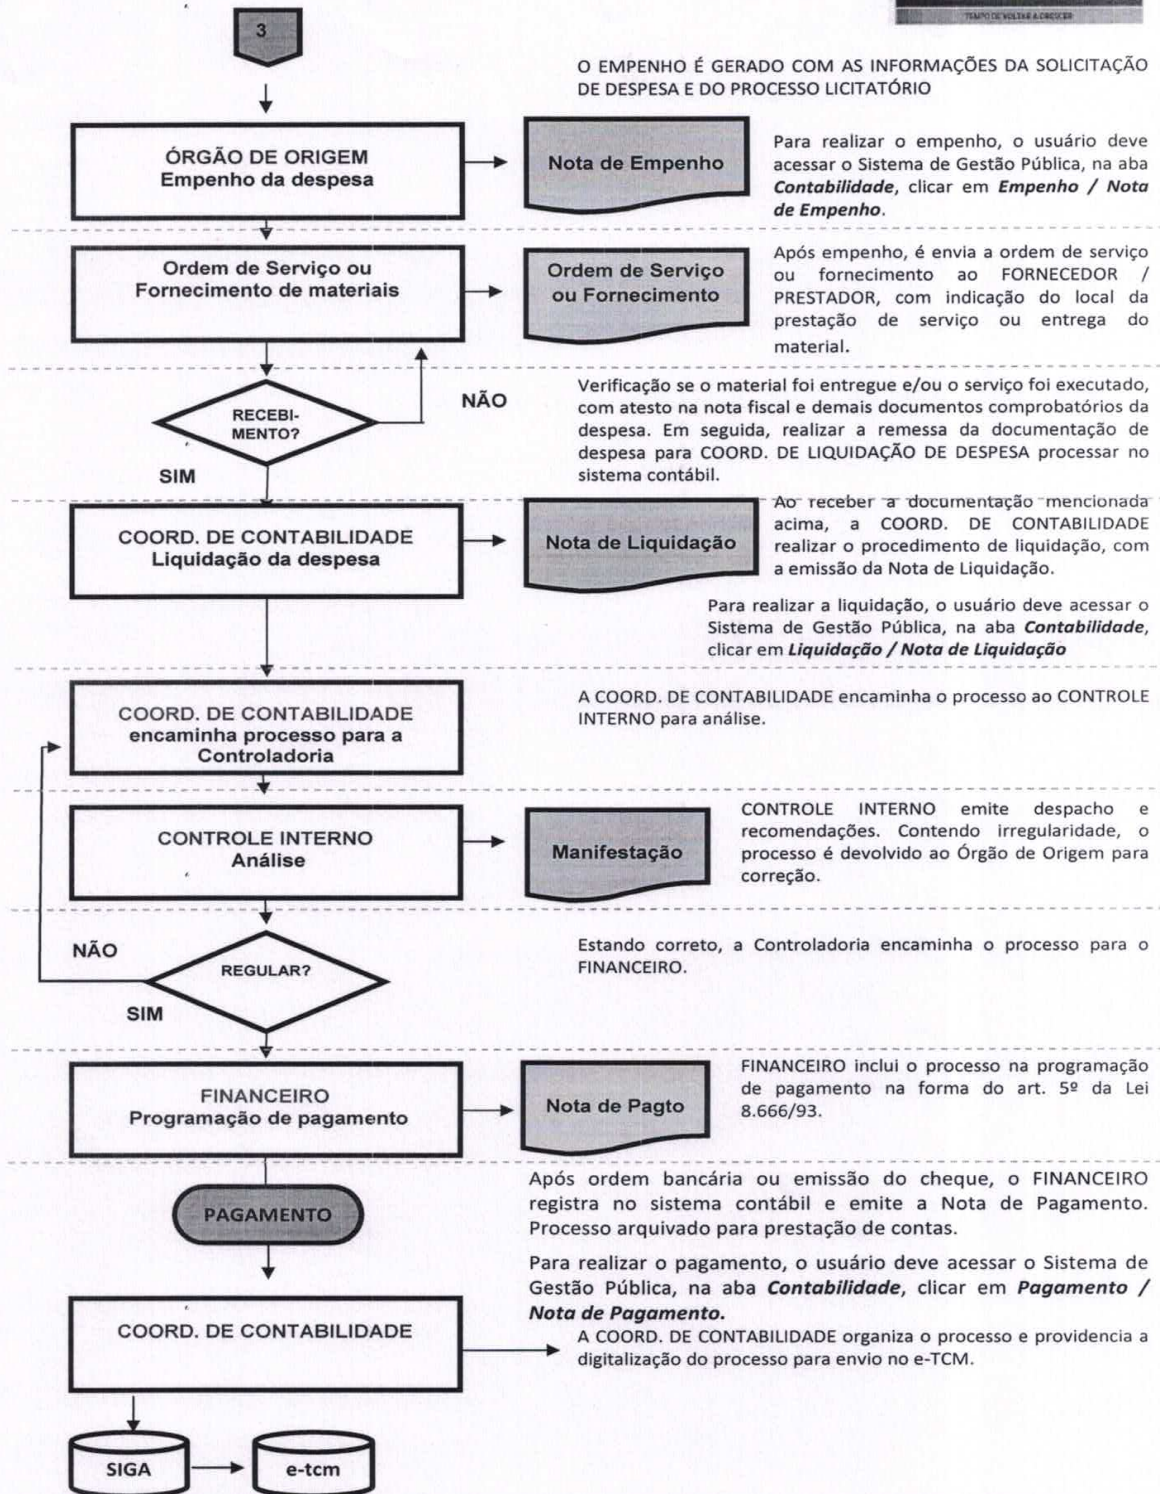 TEMPO DE VOLTAR A CRESCER
3
O EMPENHO É GERADO COM AS INFORMAÇÕES DA SOLICITAÇÃO
DE DESPESA E DO PROCESSO LICITATÓRIO
ÓRGÃO DE ORIGEM
Empenho da despesa
Nota de Empenho
Para realizar o empenho, o usuário deve
acessar o Sistema de Gestão Pública, na aba
Contabilidade, clicar em Empenho / Nota
de Empenho.
Ordem de Serviço ou
Fornecimento de materiais
Ordem de Serviço
ou Fornecimento
Após empenho, é envia a ordem de serviço
ou fornecimento ao FORNECEDOR /
PRESTADOR, com indicação do local da
prestação de serviço ou entrega do
material.
RECEBI-
MENTO?
NÃO
SIM
Verificação se o material foi entregue e/ou o serviço foi executado,
com atesto na nota fiscal e demais documentos comprobatórios da
despesa. Em seguida, realizar a remessa da documentação de
despesa para COORD. DE LIQUIDAÇÃO DE DESPESA processar no
sistema contábil.
COORD. DE CONTABILIDADE
Liquidação da despesa
Nota de Liquidação
Ao receber a documentação mencionada
acima, a COORD. DE CONTABILIDADE
realizar o procedimento de liquidação, com
a emissão da Nota de Liquidação.
Para realizar a liquidação, o usuário deve acessar o
Sistema de Gestão Pública, na aba Contabilidade,
clicar em Liquidação / Nota de Liquidação
COORD. DE CONTABILIDADE
encaminha processo para a
Controladoria
A COORD. DE CONTABILIDADE encaminha o processo ao CONTROLE
INTERNO para análise.
CONTROLE INTERNO
Análise
Manifestação
CONTROLE INTERNO emite despacho e
recomendações. Contendo irregularidade, o
processo é devolvido ao Órgão de Origem para
correção.
NÃO
REGULAR?
SIM
Estando correto, a Controladoria encaminha o processo para o
FINANCEIRO.
FINANCEIRO
Programação de pagamento
Nota de Pagto
FINANCEIRO inclui o processo na programação
de pagamento na forma do art. 5º da Lei
8.666/93.
PAGAMENTO
Após ordem bancária ou emissão do cheque, o FINANCEIRO
registra no sistema contábil e emite a Nota de Pagamento.
Processo arquivado para prestação de contas.
Para realizar o pagamento, o usuário deve acessar o Sistema de
Gestão Pública, na aba Contabilidade, clicar em Pagamento /
Nota de Pagamento.
COORD. DE CONTABILIDADE
A COORD. DE CONTABILIDADE organiza o processo e providencia a
digitalização do processo para envio no e-TCM.
SIGA
e-tcm